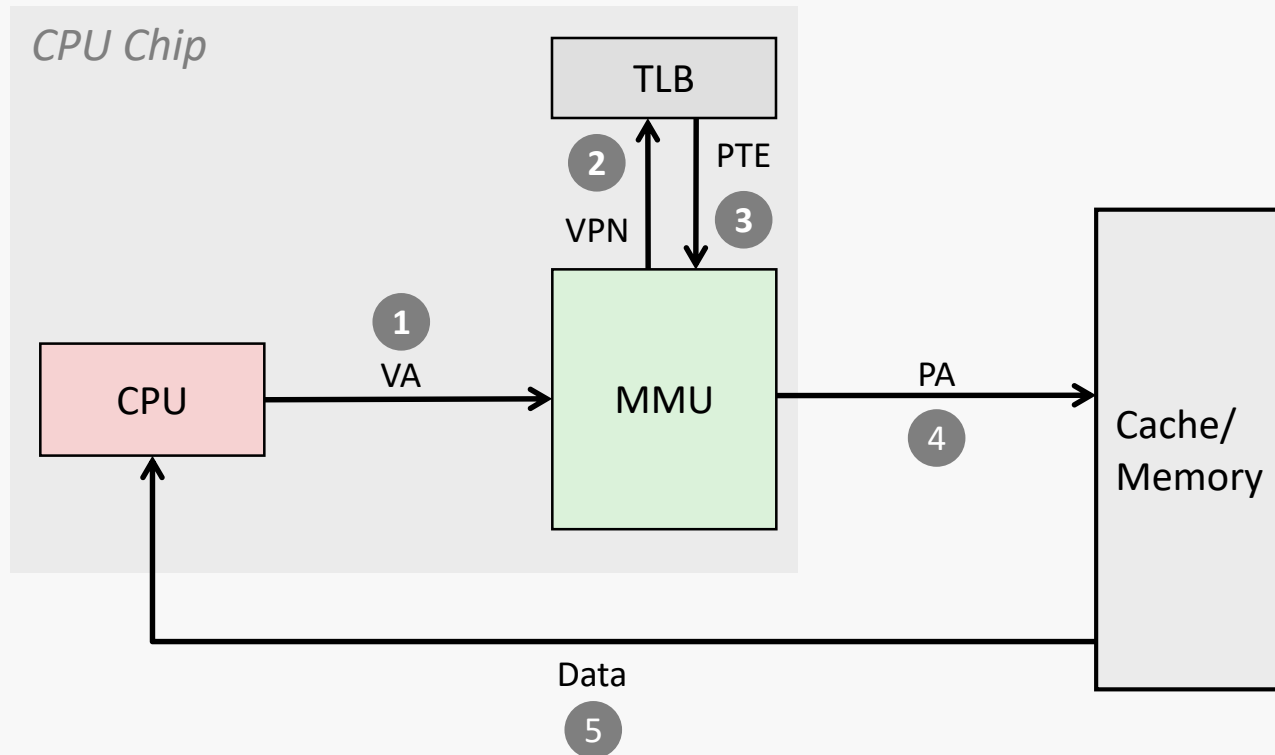 CPU Chip
TLB
2
PTE
VPN
3
1
VA
CPU
MMU
PA
4
Cache/
Memory
Data
5